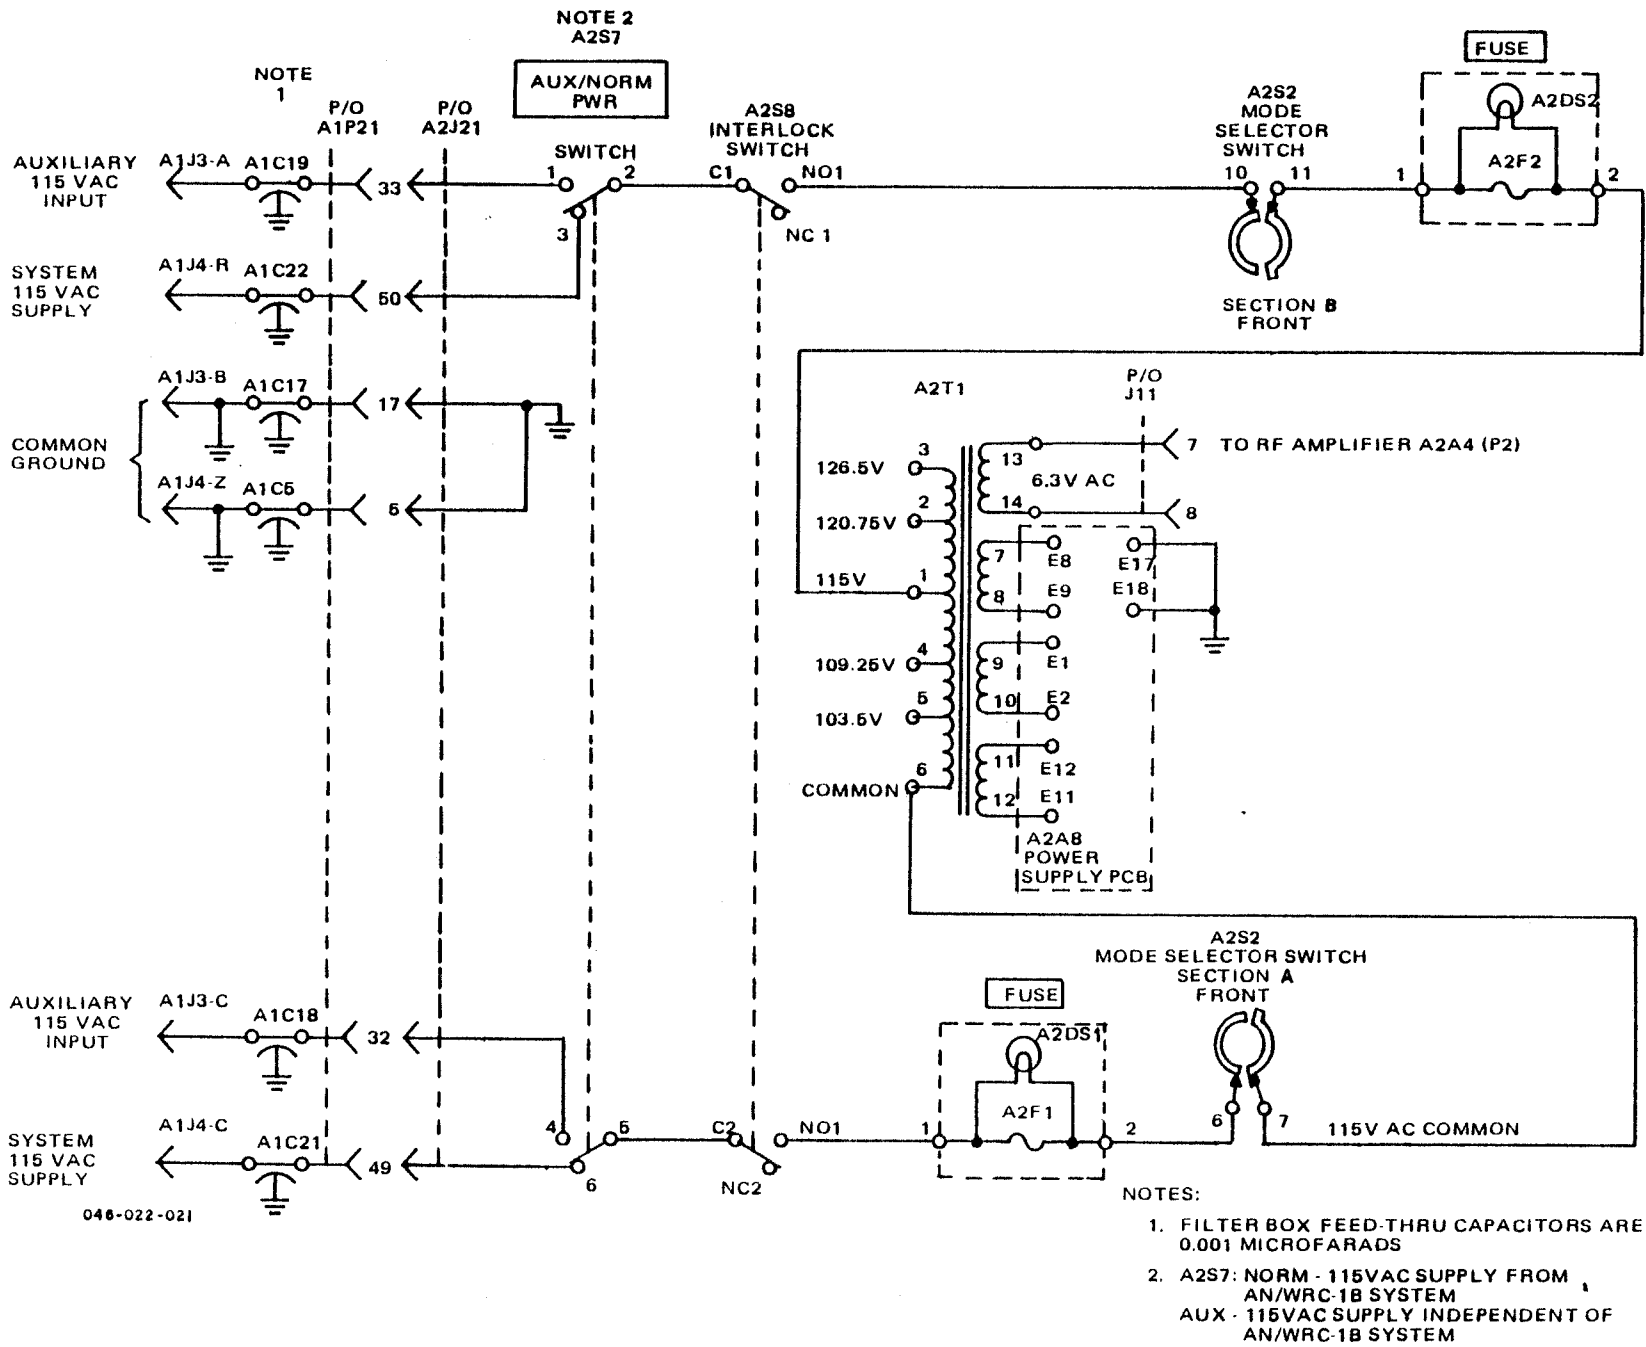 NOTE 2
A2S7
AUX/NORM
PWR
SWITCH
NOTE
1
P/O
A1P21
P/O
A2J21
A2S8
INTERLOCK
SWITCH
A2S2
MODE
SELECTOR
SWITCH
FUSE
A2DS2
A2F2
AUXILIARY
115 VAC
INPUT
A1J3-A
A1C19
33
1
2
3
C1
NO1
NC 1
10
11
1
2
SECTION B
FRONT
SYSTEM
115 VAC
SUPPLY
A1J4-R
A1C22
50
COMMON
GROUND
A1J3-B
A1C17
17
A1J4-Z
A1C5
5
A2T1
P/O
J11
126.5V
3
120.75V
2
115V
1
109.25V
4
103.5V
5
COMMON
6
13
6.3V AC
14
7
TO RF AMPLIFIER A2A4 (P2)
8
7
E8
E17
8
E9
E18
9
E1
10
E2
11
E12
12
E11
A2A8
POWER
SUPPLY PCB
AUXILIARY
115 VAC
INPUT
A1J3-C
A1C18
32
SYSTEM
115 VAC
SUPPLY
A1J4-C
A1C21
49
4
5
6
C2
NO1
NC2
FUSE
A2DS1
A2F1
1
2
A2S2
MODE SELECTOR SWITCH
SECTION A
FRONT
6
7
115V AC COMMON
046-022-021
NOTES:
1. FILTER BOX FEED-THRU CAPACITORS ARE
0.001 MICROFARADS
2. A2S7: NORM - 115VAC SUPPLY FROM
AN/WRC-1B SYSTEM
AUX - 115VAC SUPPLY INDEPENDENT OF
AN/WRC-1B SYSTEM